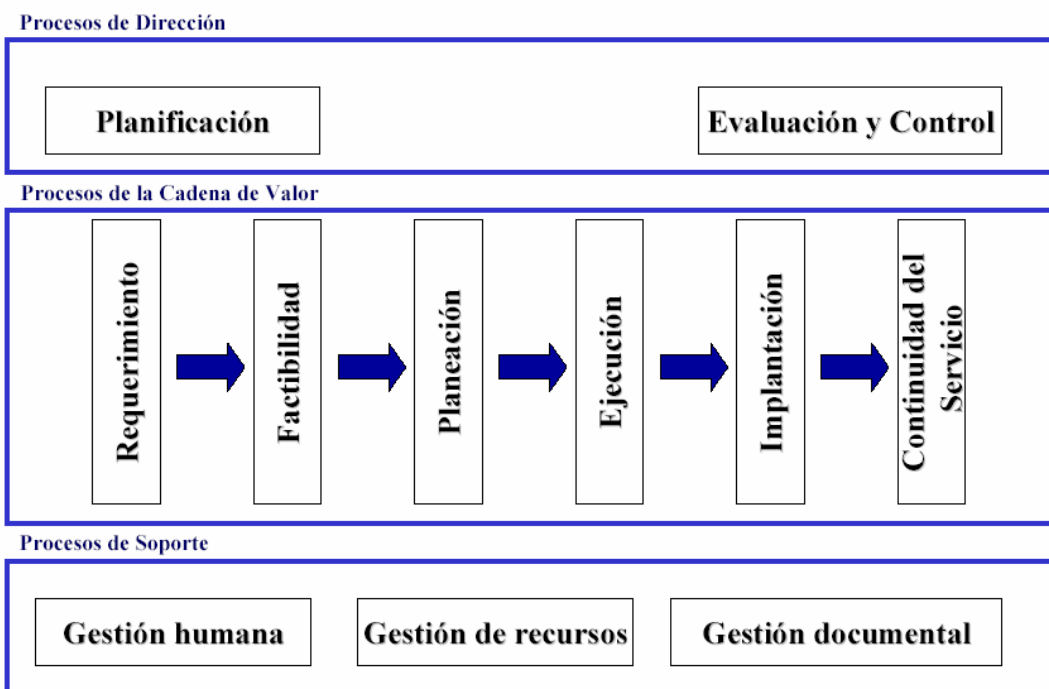 Procesos de Dirección
Planificación
Evaluación y Control
Procesos de la Cadena de Valor
Requerimiento
Factibilidad
Planeación
Ejecución
Implantación
Continuidad del
Servicio
Procesos de Soporte
Gestión humana
Gestión de recursos
Gestión documental